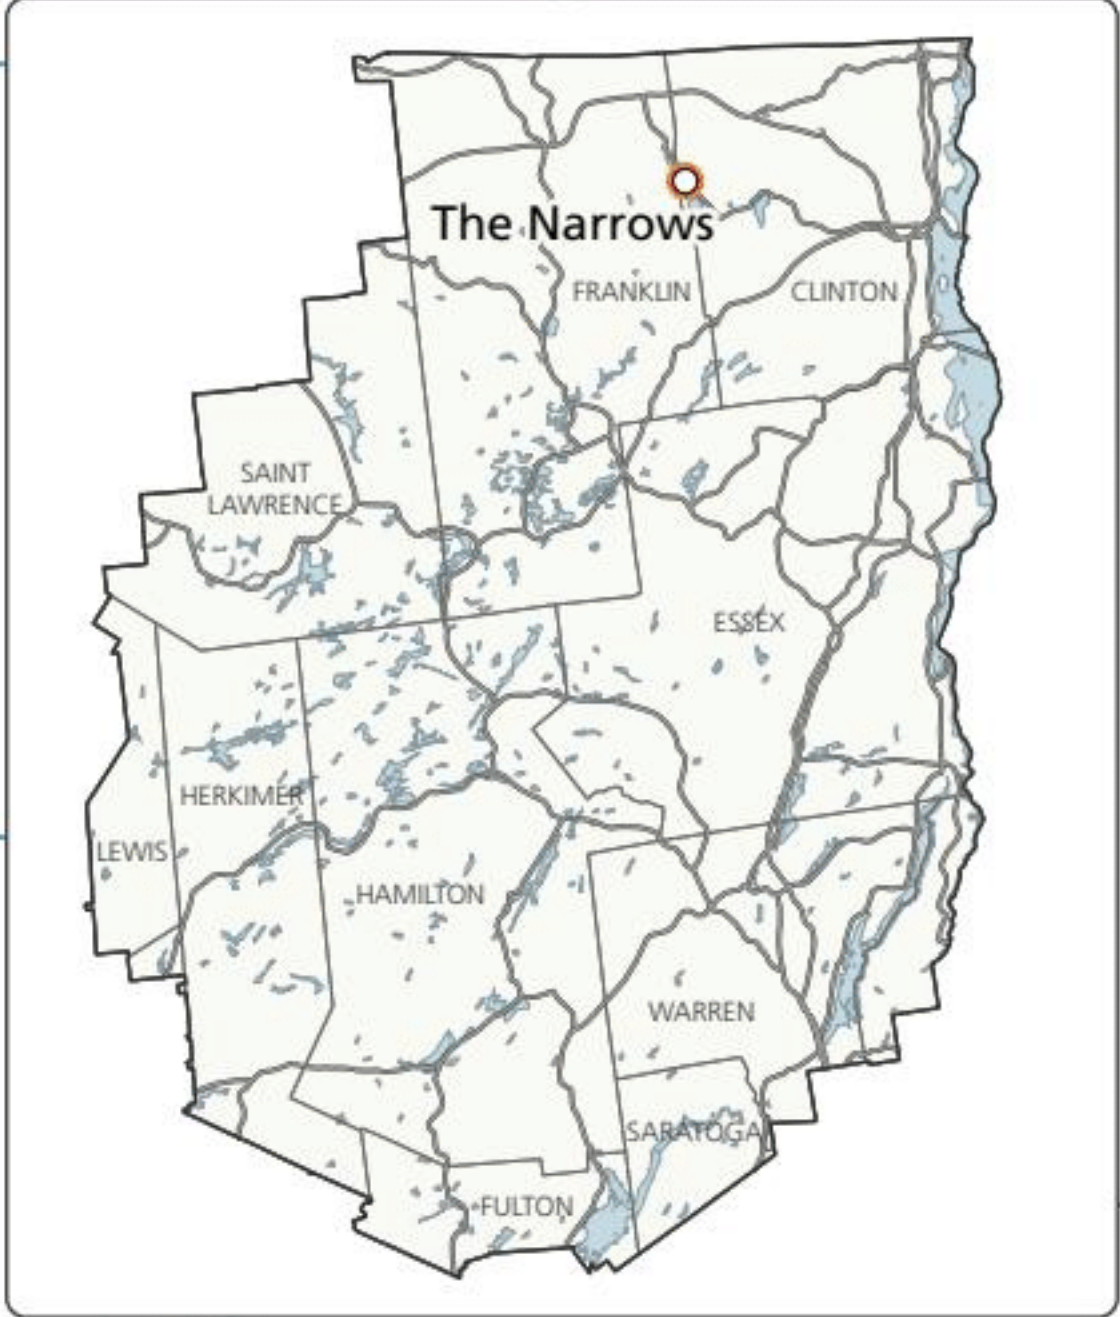 The Narrows
FRANKLIN
CLINTON
SAINT
LAWRENCE
ESSEX
HERKIMER
LEWIS
HAMILTON
WARREN
SARATOGA
FULTON